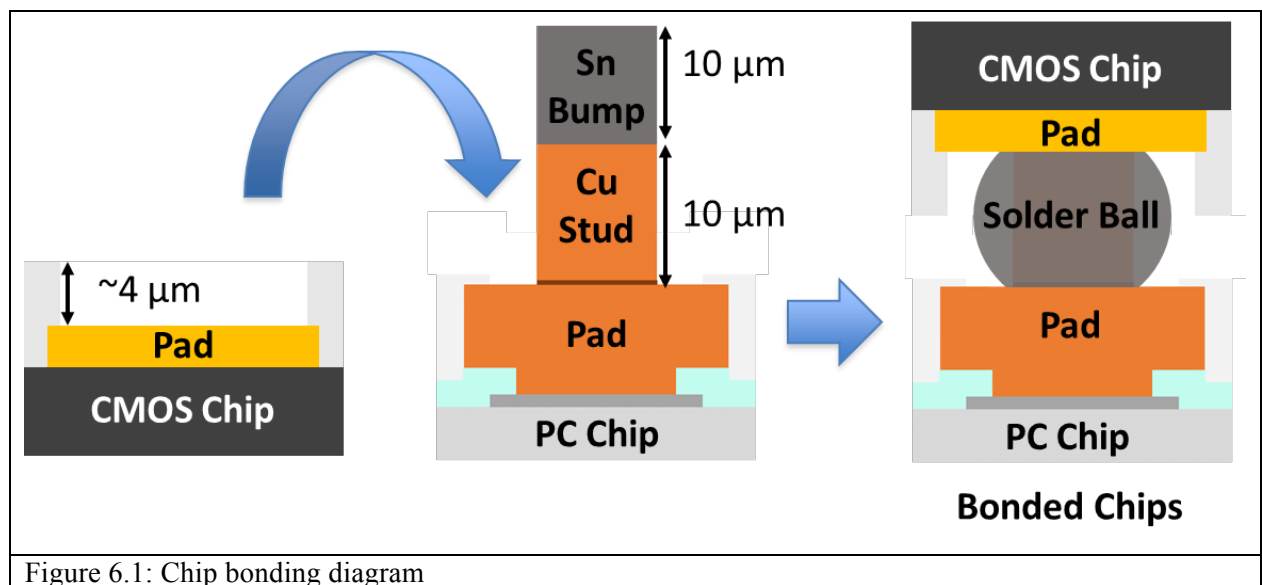 ~4 µm
Pad
CMOS Chip
Sn
Bump
10 µm
Cu
Stud
10 µm
Pad
PC Chip
CMOS Chip
Pad
Solder Ball
Pad
PC Chip
Bonded Chips
Figure 6.1: Chip bonding diagram